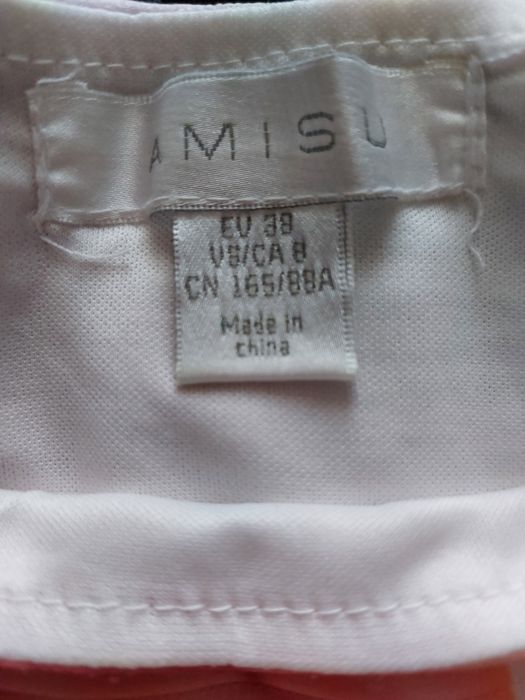 AMISU
EU 38
US/CA 8
CN 165/88A
Made in
china